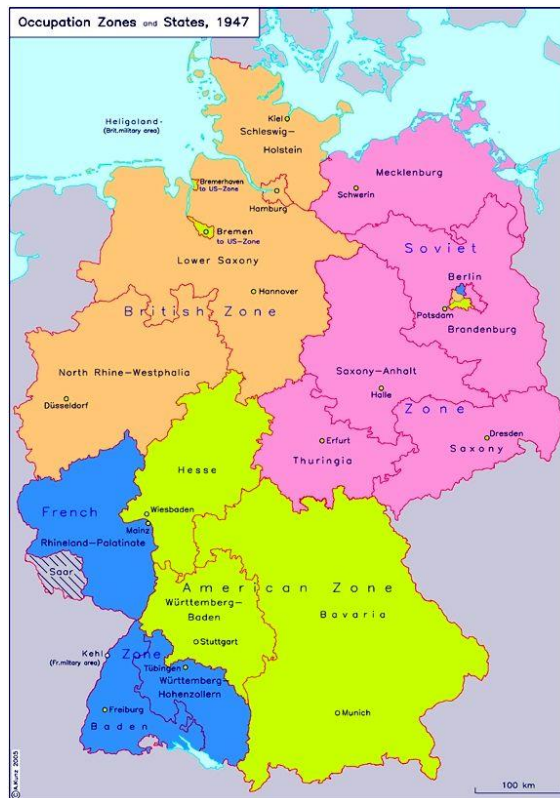 Occupation Zones and States, 1947
Kiel
Heligoland
(Brit.military area)
Schleswig-
Holstein
Mecklenburg
Bremerhaven
to US-Zone
Schwerin
Hamburg
Bremen
to US-Zone
Soviet
Lower Saxony
Berlin
Hannover
Potsdam
British Zone
Brandenburg
North Rhine-Westphalia
Saxony-Anhalt
Düsseldorf
Halle
Zone
Dresden
Erfurt
Saxony
Thuringia
Hesse
French
Wiesbaden
Mainz
Rhineland-Palatinate
Saar
American Zone
Württemberg-
Baden
Bavaria
Stuttgart
Kehl
(Fr.military area)
Zone
Tübingen
Württemberg-
Hohenzollern
Freiburg
Baden
Munich
©A.Kunz 2005
100 km